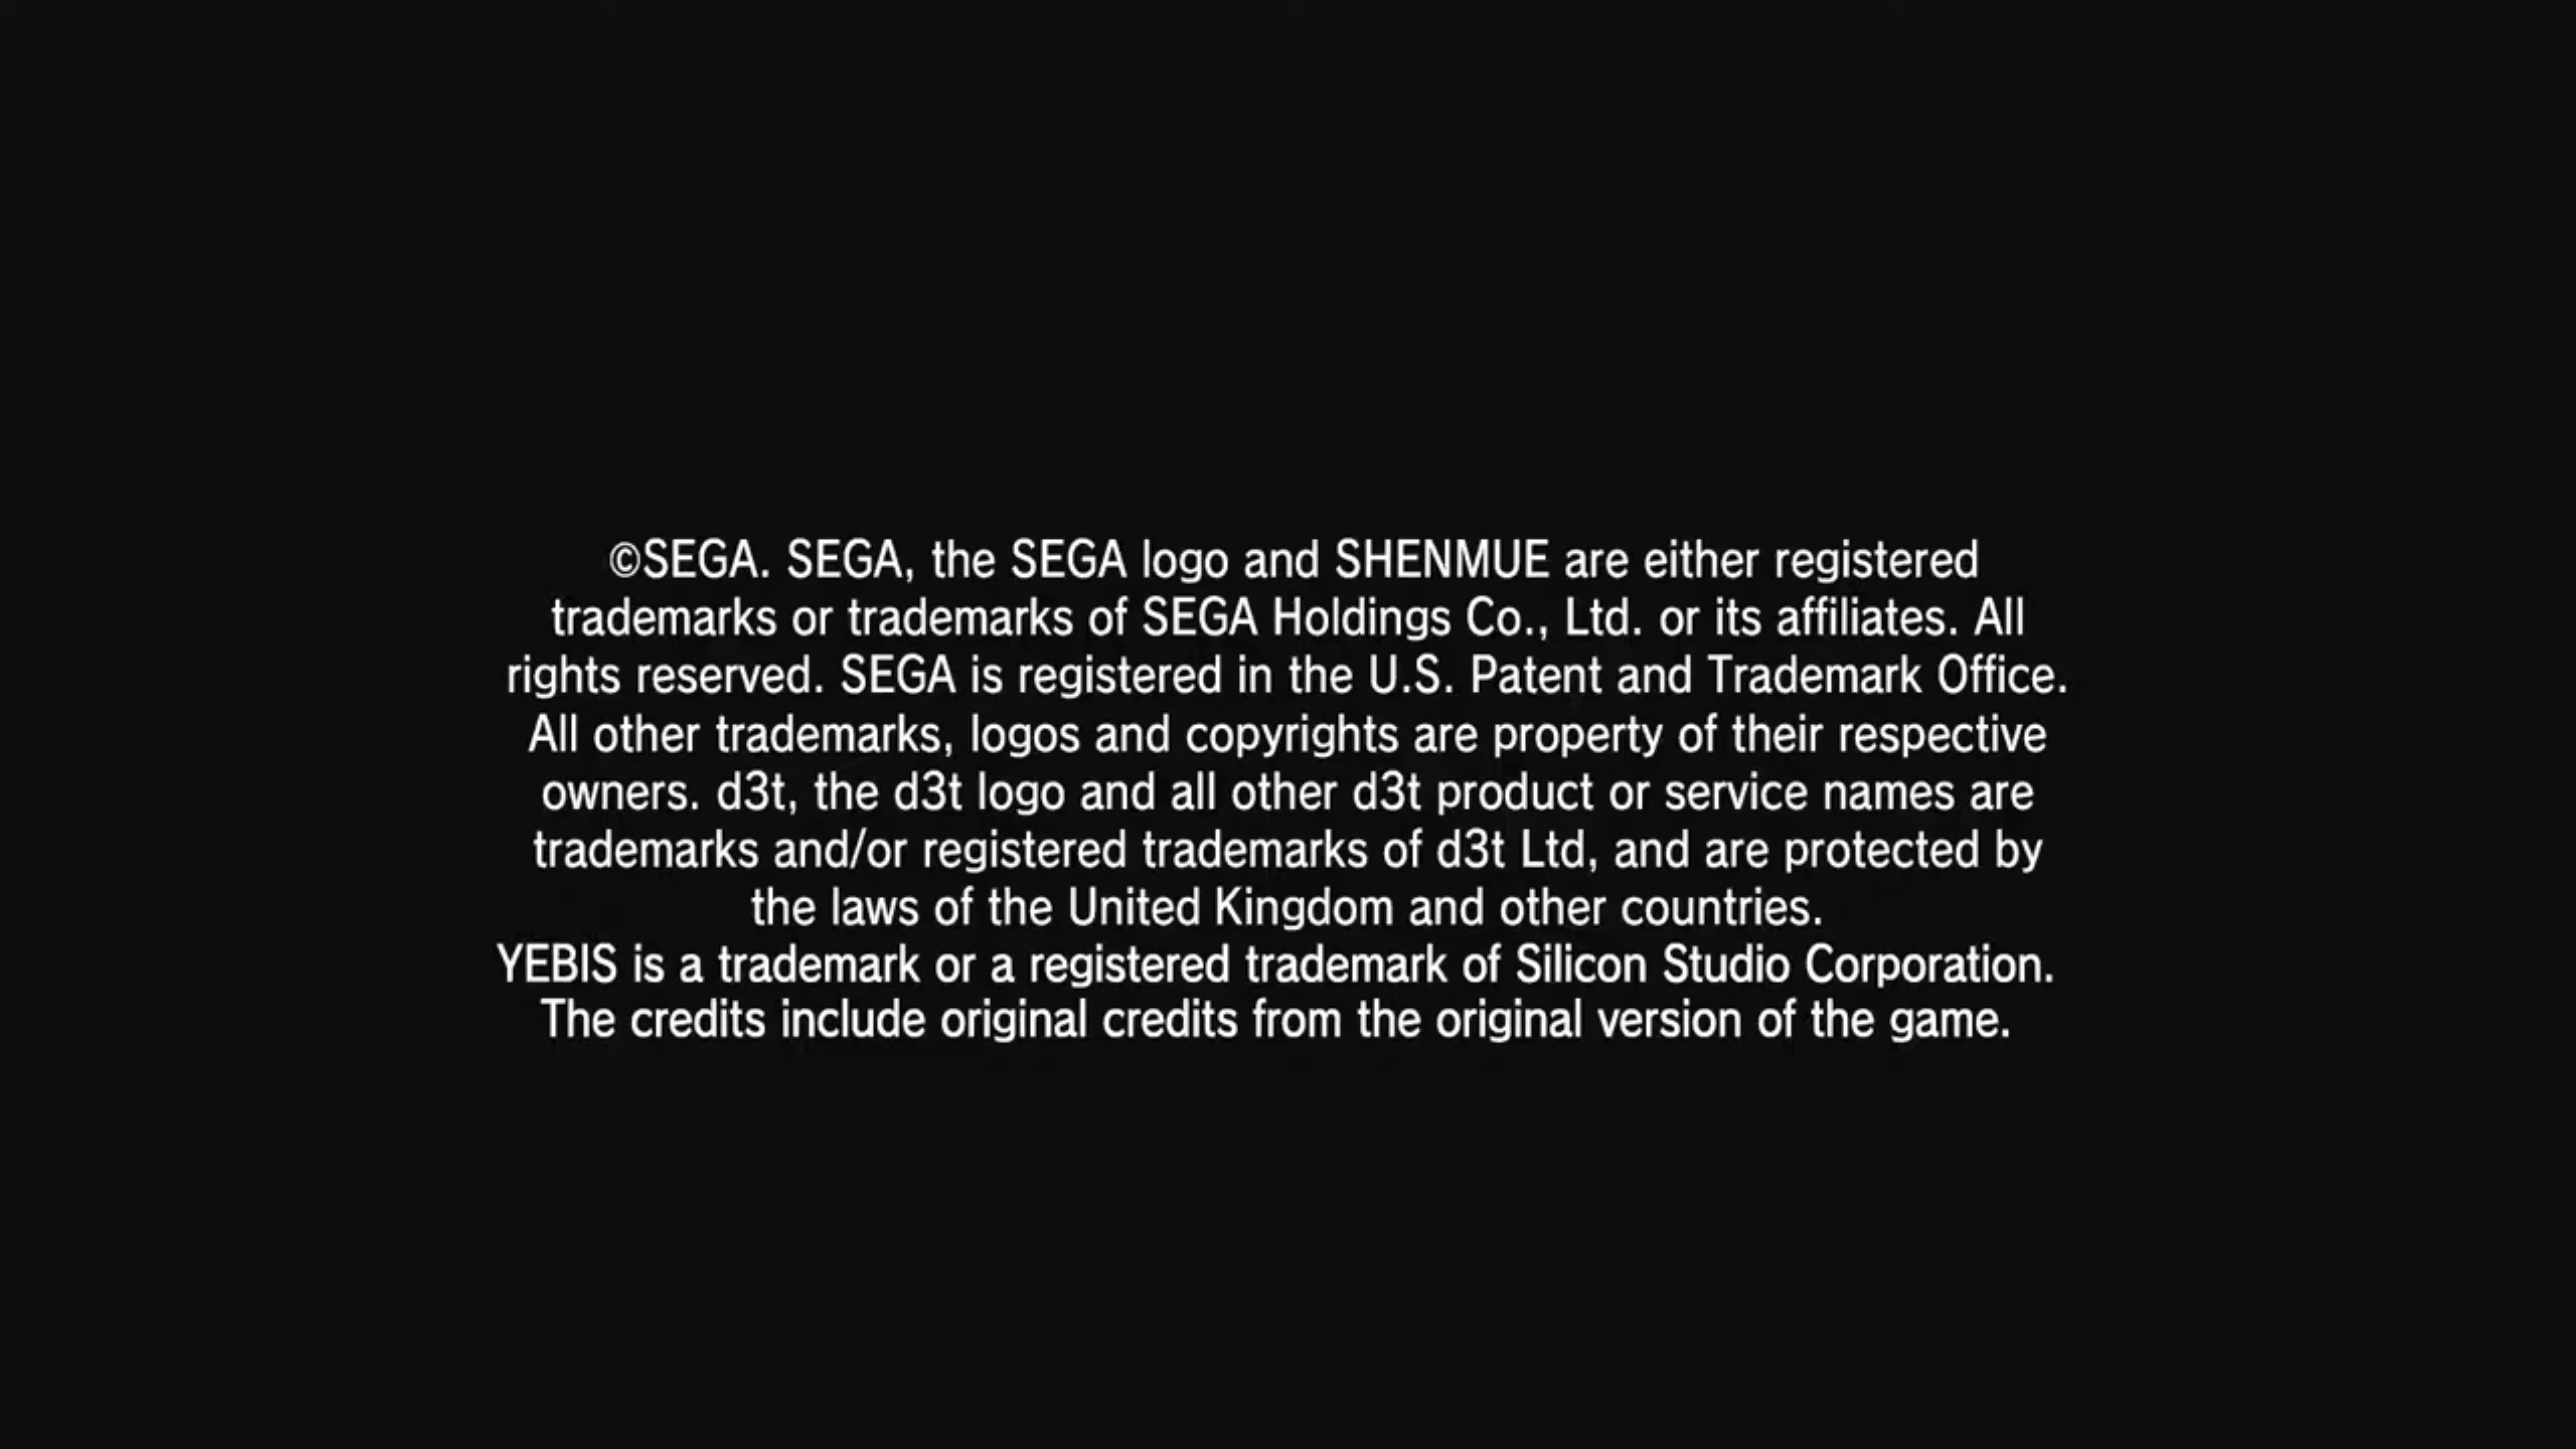 ©SEGA. SEGA, the SEGA logo and SHENMUE are either registered
trademarks or trademarks of SEGA Holdings Co., Ltd. or its affiliates. All
rights reserved. SEGA is registered in the U.S. Patent and Trademark Office.
All other trademarks, logos and copyrights are property of their respective
owners. d3t, the d3t logo and all other d3t product or service names are
trademarks and/or registered trademarks of d3t Ltd, and are protected by
the laws of the United Kingdom and other countries.
YEBIS is a trademark or a registered trademark of Silicon Studio Corporation.
The credits include original credits from the original version of the game.